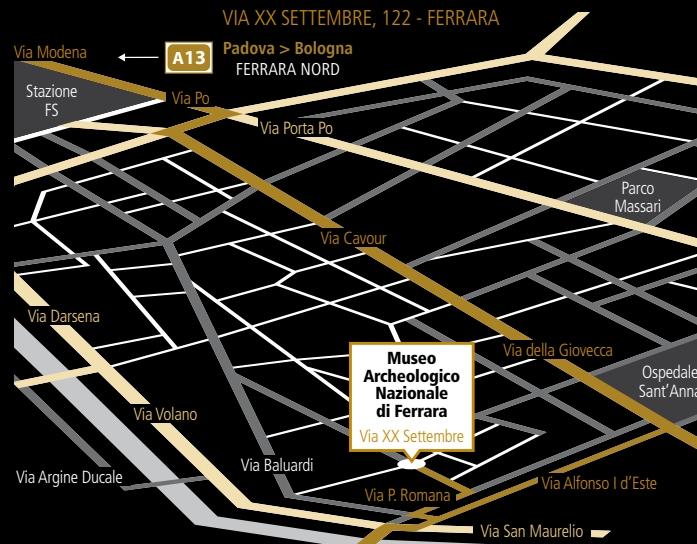 VIA XX SETTEMBRE, 122 - FERRARA
Via Modena
A13
Padova > Bologna
FERRARA NORD
Stazione
FS
Via Po
Via Porta Po
Parco
Massari
Via Cavour
Via Darsena
Via della Giovecca
Museo
Archeologico
Nazionale
di Ferrara
Via XX Settembre
Ospedale
Sant'Anna
Via Volano
Via Baluardi
Via Argine Ducale
Via P. Romana
Via Alfonso I d'Este
Via San Maurelio